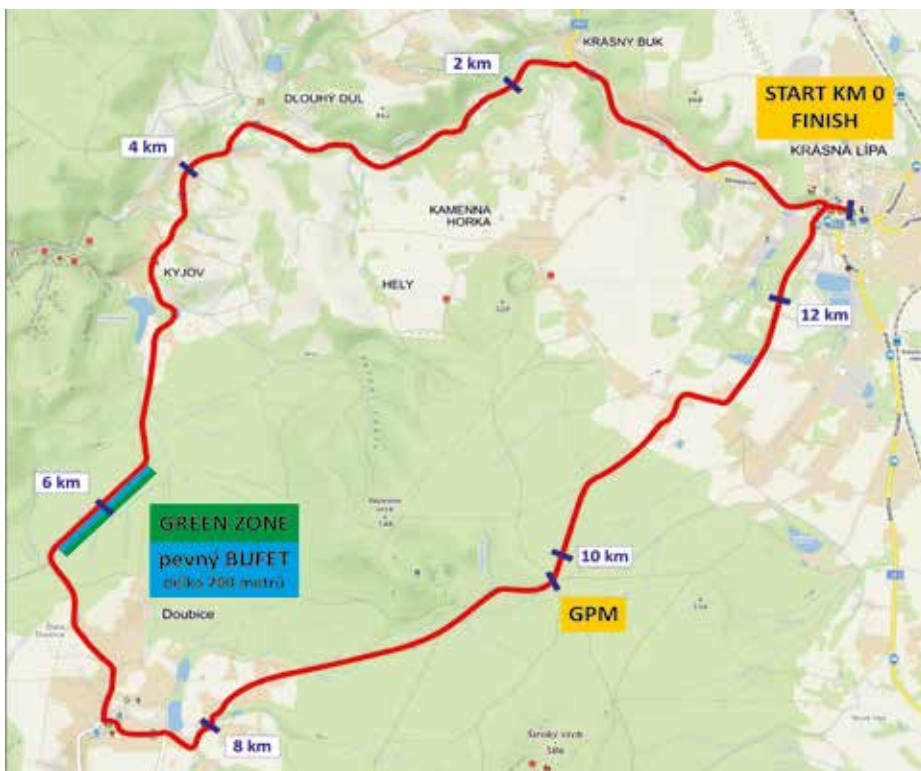 KRÁSNÝ BUK
2 km
START KM 0
FINISH
DLOUHÝ DŮL
KRÁSNÁ LÍPA
4 km
KAMENNÁ
HORKA
KYJOV
HELY
12 km
6 km
GREEN ZONE
pevný BUFET
délka 200 metrů
10 km
GPM
Doubice
8 km